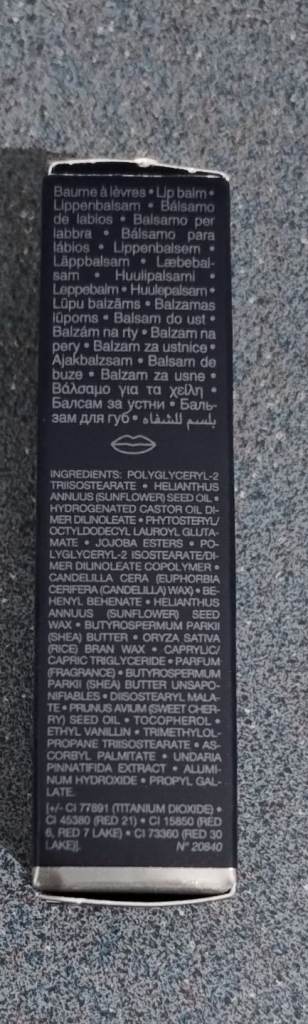 Baume à lèvres • Lip balm •
Lippenbalsam • Bálsamo
de labios • Balsamo per
labbra • Bálsamo para
lábios • Lippenbalsem •
Läppbalsam • Læbebal-
sam • Huulipalsami •
Leppebalm • Huulepalsam •
Lūpu balzāms • Balzamas
lūpoms • Balsam do ust •
Balzám na rty • Balzam na
pery • Balzam za ustnice •
Ajakbalzsam • Balsam de
buze • Balzam za usne •
Βάλσαμο για τα χείλη •
Балсам за устни • Баль-
зам для губ • بلسم للشفاه
INGREDIENTS: POLYGLYCERYL-2
TRIISOSTEARATE • HELIANTHUS
ANNUUS (SUNFLOWER) SEED OIL •
HYDROGENATED CASTOR OIL DI-
MER DILINOLEATE • PHYTOSTERYL/
OCTYLDODECYL LAUROYL GLUTA-
MATE • JOJOBA ESTERS • PO-
LYGLYCERYL-2 ISOSTEARATE/DI-
MER DILINOLEATE COPOLYMER •
CANDELILLA CERA (EUPHORBIA
CERIFERA (CANDELILLA) WAX) • BE-
HENYL BEHENATE • HELIANTHUS
ANNUUS (SUNFLOWER) SEED
WAX • BUTYROSPERMUM PARKII
(SHEA) BUTTER • ORYZA SATIVA
(RICE) BRAN WAX • CAPRYLIC/
CAPRIC TRIGLYCERIDE • PARFUM
(FRAGRANCE) • BUTYROSPERMUM
PARKII (SHEA) BUTTER UNSAPO-
NIFIABLES • DIISOSTEARYL MALA-
TE • PRUNUS AVIUM (SWEET CHER-
RY) SEED OIL • TOCOPHEROL •
ETHYL VANILLIN • TRIMETHYLOL-
PROPANE TRIISOSTEARATE • AS-
CORBYL PALMITATE • UNDARIA
PINNATIFIDA EXTRACT • ALUMI-
NUM HYDROXIDE • PROPYL GAL-
LATE.
[+/- CI 77891 (TITANIUM DIOXIDE) •
CI 45380 (RED 21) • CI 15850 (RED
6, RED 7 LAKE) • CI 73360 (RED 30
LAKE)]. N° 20840